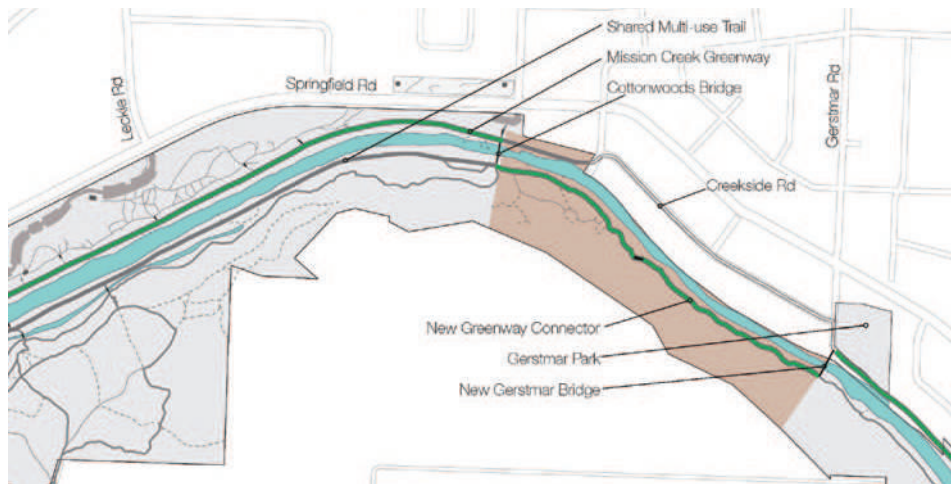 Shared Multi-use Trail
Mission Creek Greenway
Cottonwoods Bridge
Springfield Rd
Leckie Rd
Gerstmar Rd
Creekside Rd
New Greenway Connector
Gerstmar Park
New Gerstmar Bridge